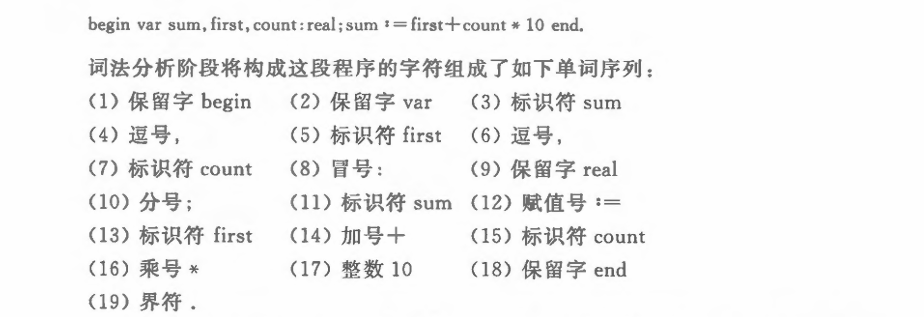 begin var sum, first, count:real;sum :=first+count * 10 end.
词法分析阶段将构成这段程序的字符组成了如下单词序列：
（1）保留字 begin （2）保留字 var （3）标识符 sum
（4）逗号， （5）标识符 first （6）逗号，
（7）标识符 count （8）冒号： （9）保留字 real
（10）分号； （11）标识符 sum （12）赋值号 :=
（13）标识符 first （14）加号＋ （15）标识符 count
（16）乘号 * （17）整数 10 （18）保留字 end
（19）界符 .